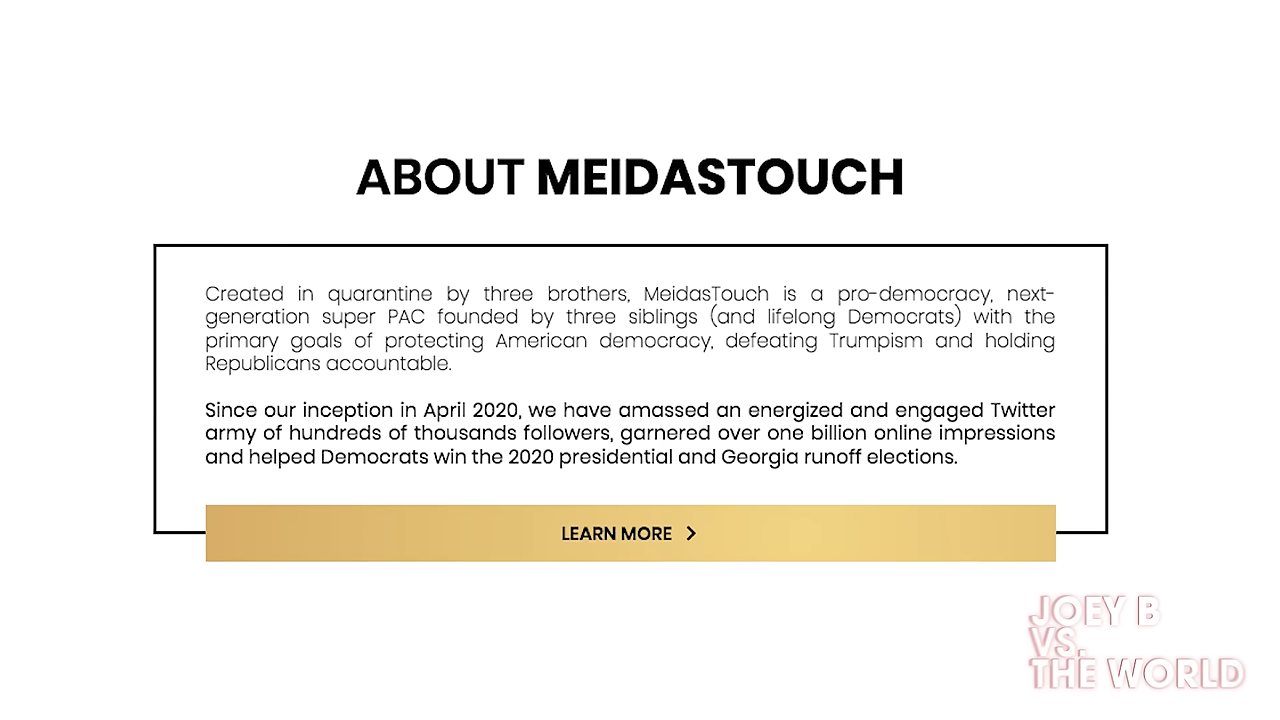 ABOUT MEIDASTOUCH
Created in quarantine by three brothers, MeidasTouch is a pro-democracy, next-
generation super PAC founded by three siblings (and lifelong Democrats) with the
primary goals of protecting American democracy, defeating Trumpism and holding
Republicans accountable.
Since our inception in April 2020, we have amassed an energized and engaged Twitter
army of hundreds of thousands followers, garnered over one billion online impressions
and helped Democrats win the 2020 presidential and Georgia runoff elections.
LEARN MORE >
JOEY B
VS.
THE WORLD